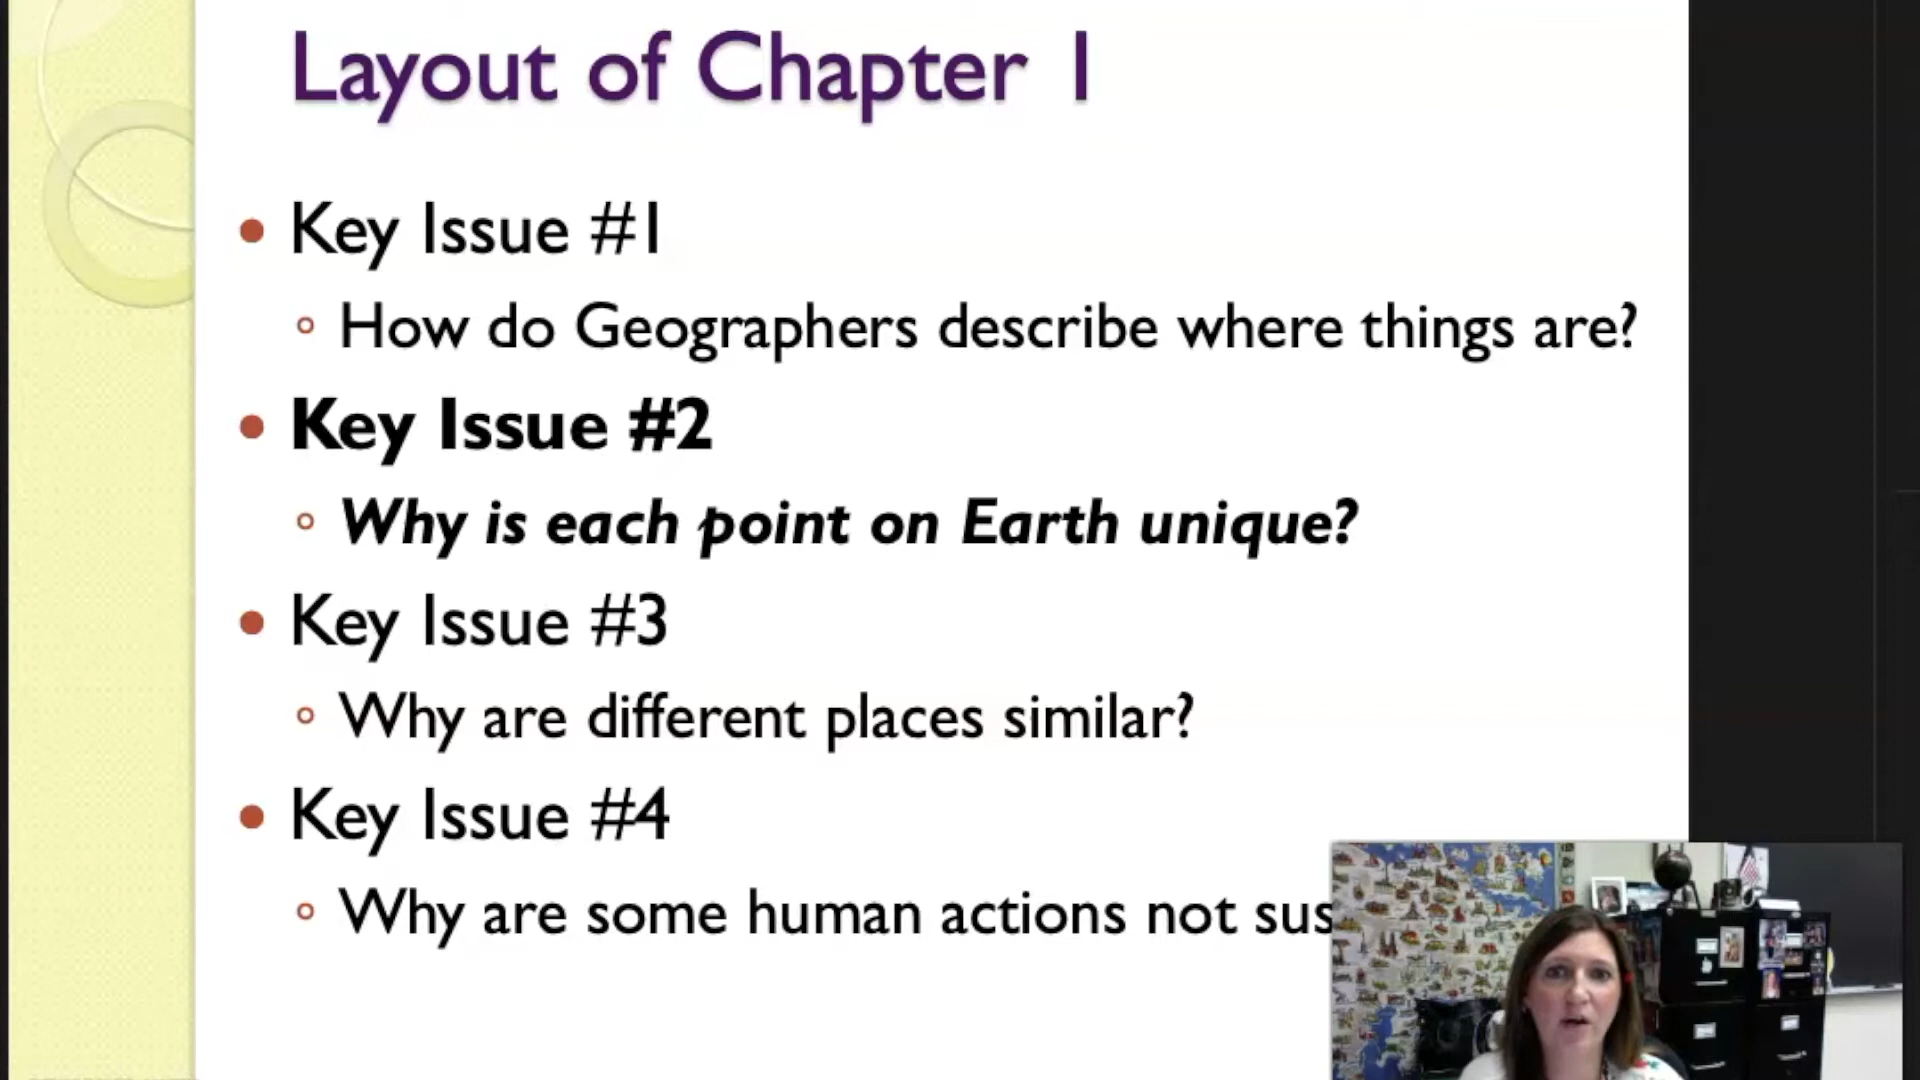 Layout of Chapter 1
Key Issue #1
How do Geographers describe where things are?
Key Issue #2
Why is each point on Earth unique?
Key Issue #3
Why are different places similar?
Key Issue #4
Why are some human actions not